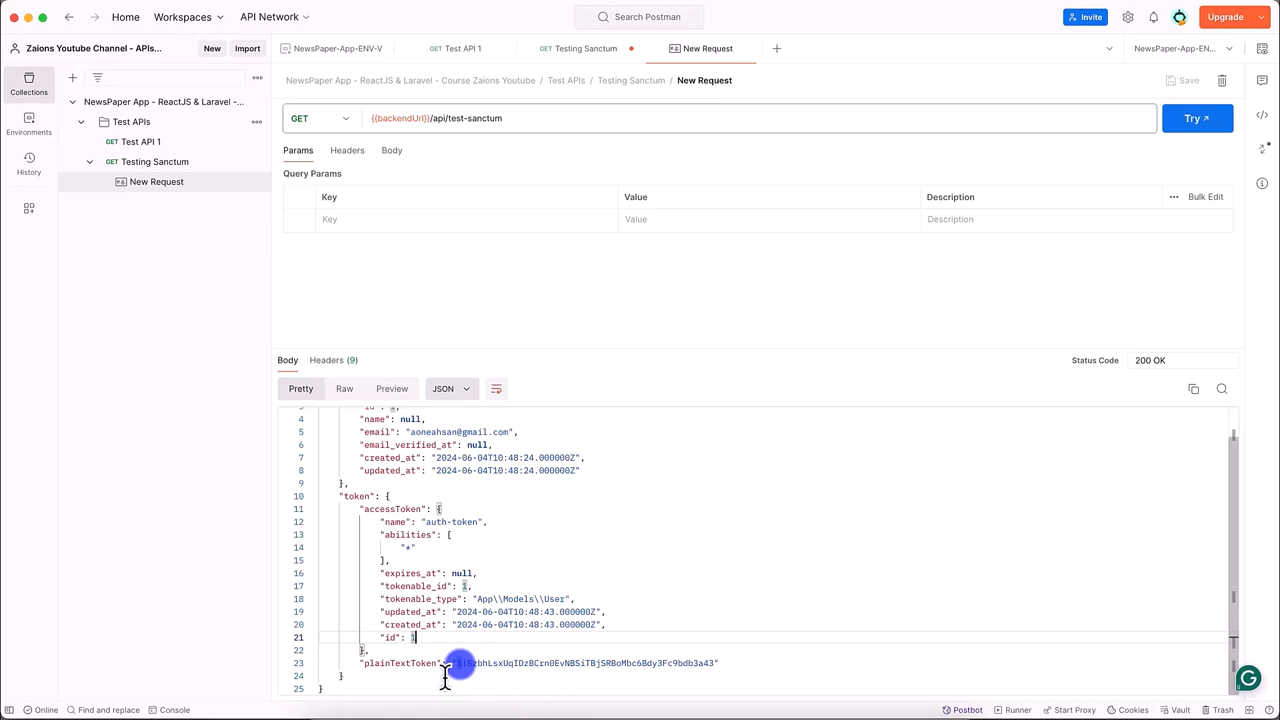 Home Workspaces API Network Search Postman Invite Upgrade
Zaions Youtube Channel - APIs... New Import NewsPaper-App-ENV-V GET Test API 1 GET Testing Sanctum New Request NewsPaper-App-EN...
Collections
Environments
History
NewsPaper App - ReactJS & Laravel -...
Test APIs
GET Test API 1
GET Testing Sanctum
New Request
NewsPaper App - ReactJS & Laravel - Course Zaions Youtube / Test APIs / Testing Sanctum / New Request Save
GET {{backendUrl}}/api/test-sanctum Try
Params Headers Body
Query Params
Key Value Description Bulk Edit
Key Value Description
Body Headers (9) Status Code 200 OK
Pretty Raw Preview JSON
4 "name": null,
5 "email": "aoneahsan@gmail.com",
6 "email_verified_at": null,
7 "created_at": "2024-06-04T10:48:24.000000Z",
8 "updated_at": "2024-06-04T10:48:24.000000Z"
9 },
10 "token": {
11 "accessToken": {
12 "name": "auth-token",
13 "abilities": [
14 "*"
15 ],
16 "expires_at": null,
17 "tokenable_id": 1,
18 "tokenable_type": "App\\Models\\User",
19 "updated_at": "2024-06-04T10:48:43.000000Z",
20 "created_at": "2024-06-04T10:48:43.000000Z",
21 "id": 1
22 },
23 "plainTextToken":
24 }
25 }
Online Find and replace Console Postbot Runner Start Proxy Cookies Vault Trash